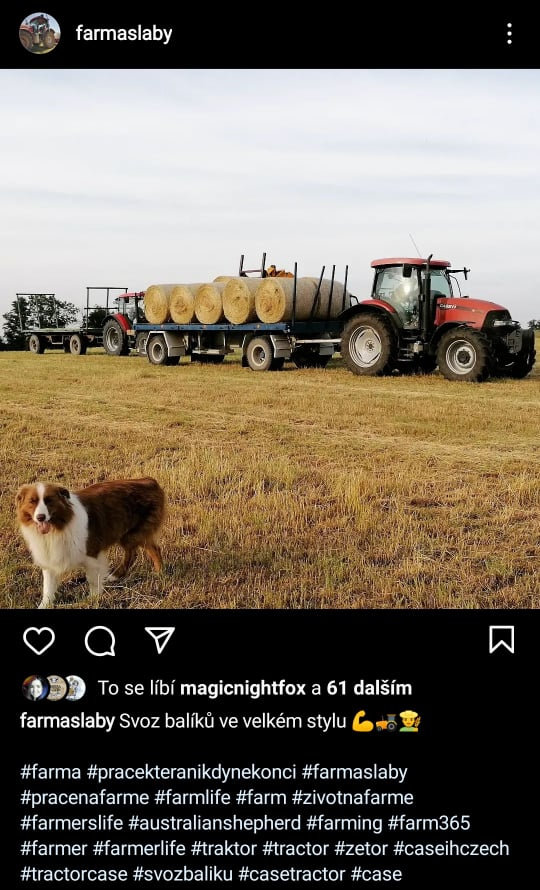 farmaslaby
To se líbí magicnightfox a 61 dalším
farmaslaby Svoz balíků ve velkém stylu 💪🚜👨‍🌾
#farma #pracekteranikdynekonci #farmaslaby
#pracenafarme #farmlife #farm #zivotnafarme
#farmerslife #australianshepherd #farming #farm365
#farmer #farmerlife #traktor #tractor #zetor #caseihczech
#tractorcase #svozbaliku #casetractor #case